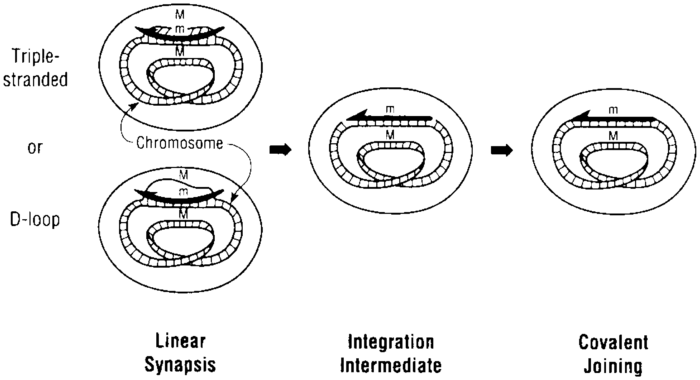 M
m
M
Triple-
stranded
or
Chromosome
M
m
M
D-loop
m
M
m
M
Linear
Synapsis
Integration
Intermediate
Covalent
Joining